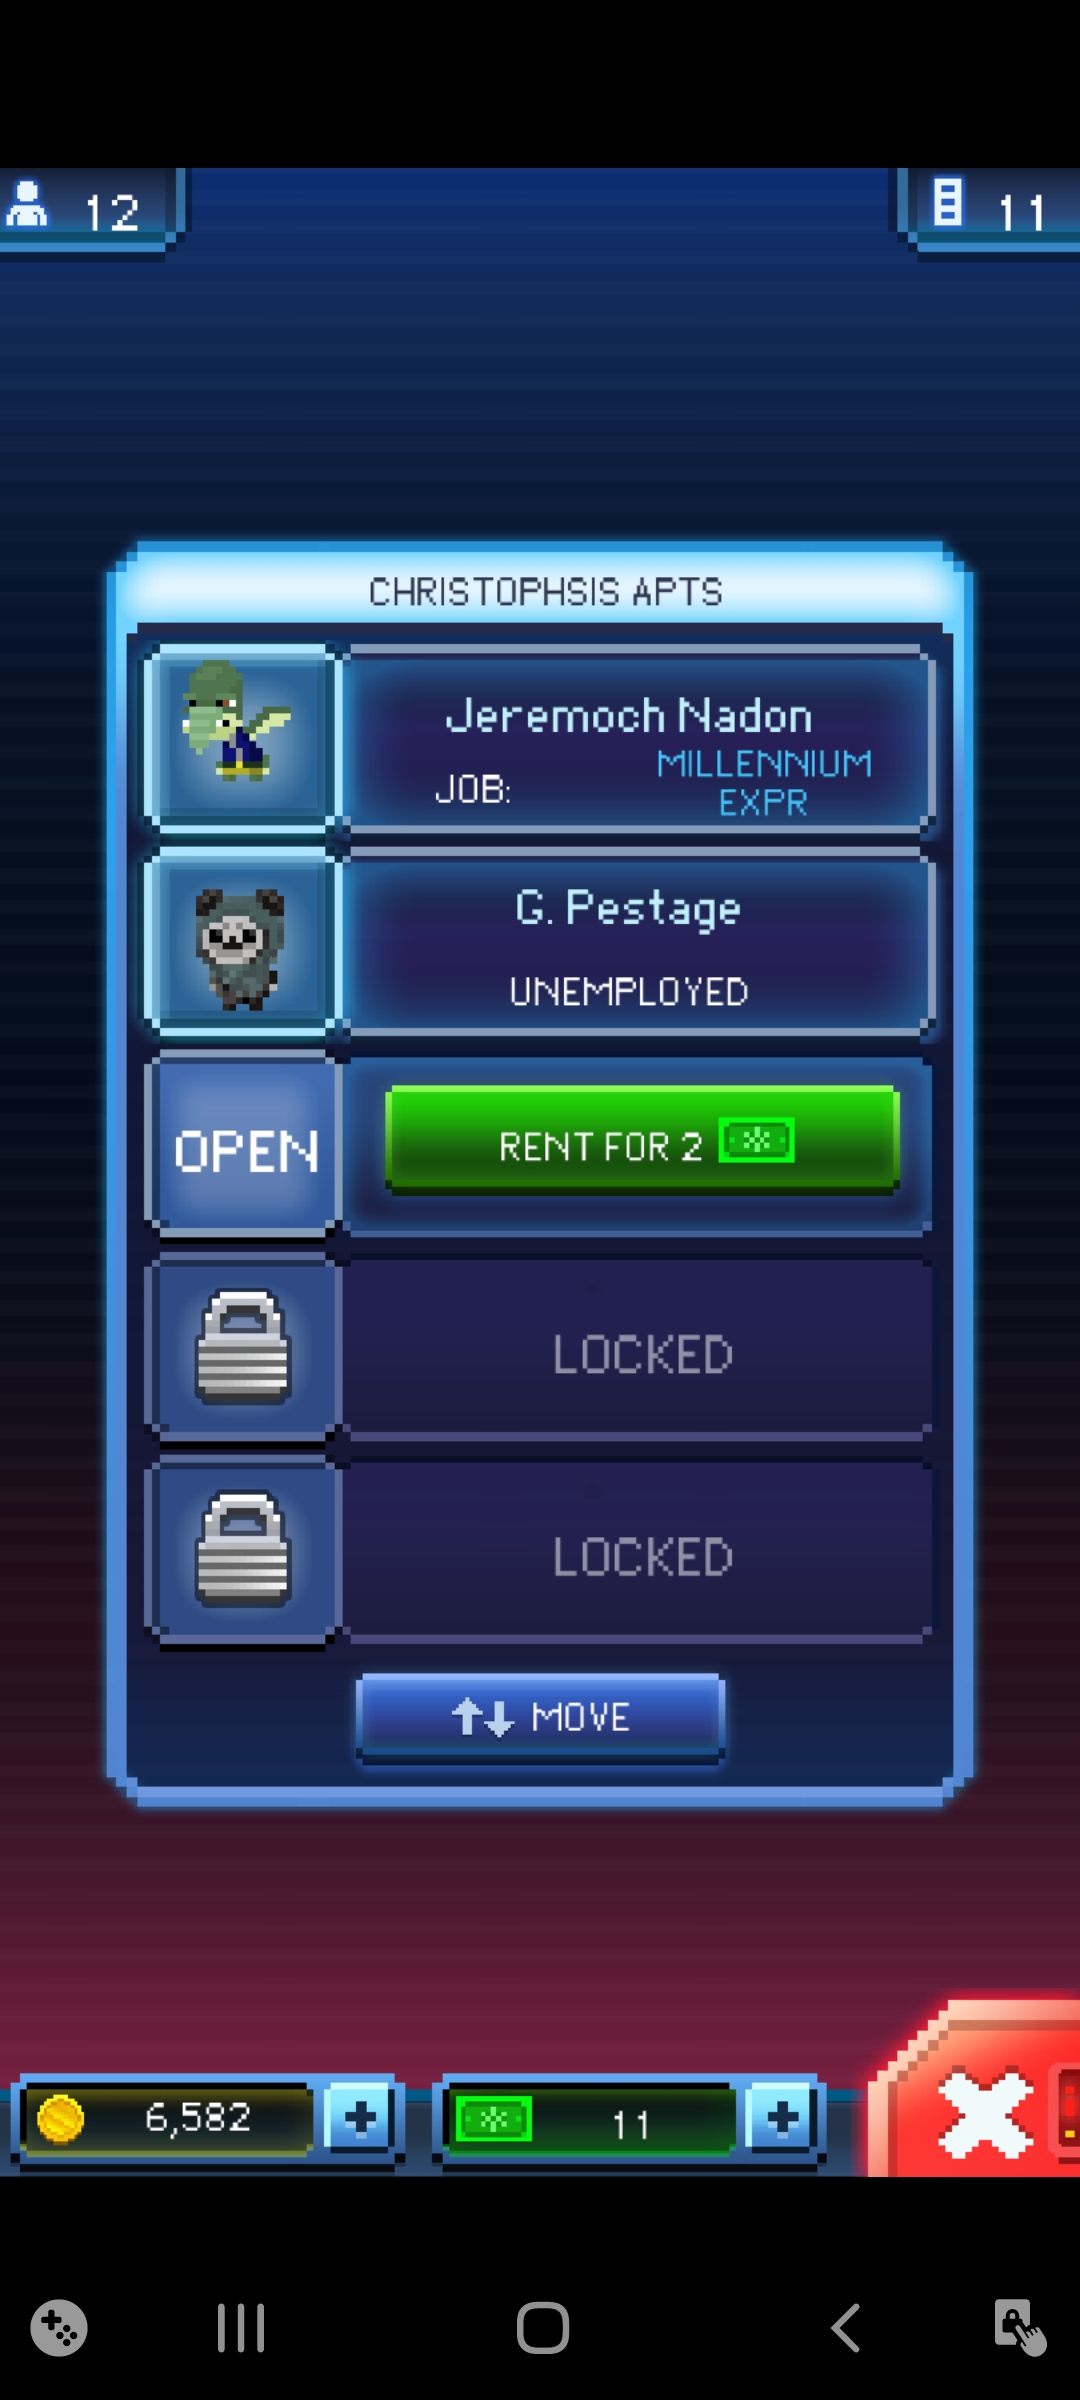 12
11
CHRISTOPHSIS APTS
Jeremoch Nadon
JOB:
MILLENNIUM
EXPR
G. Pestage
UNEMPLOYED
OPEN
RENT FOR 2
LOCKED
LOCKED
MOVE
6,582
11